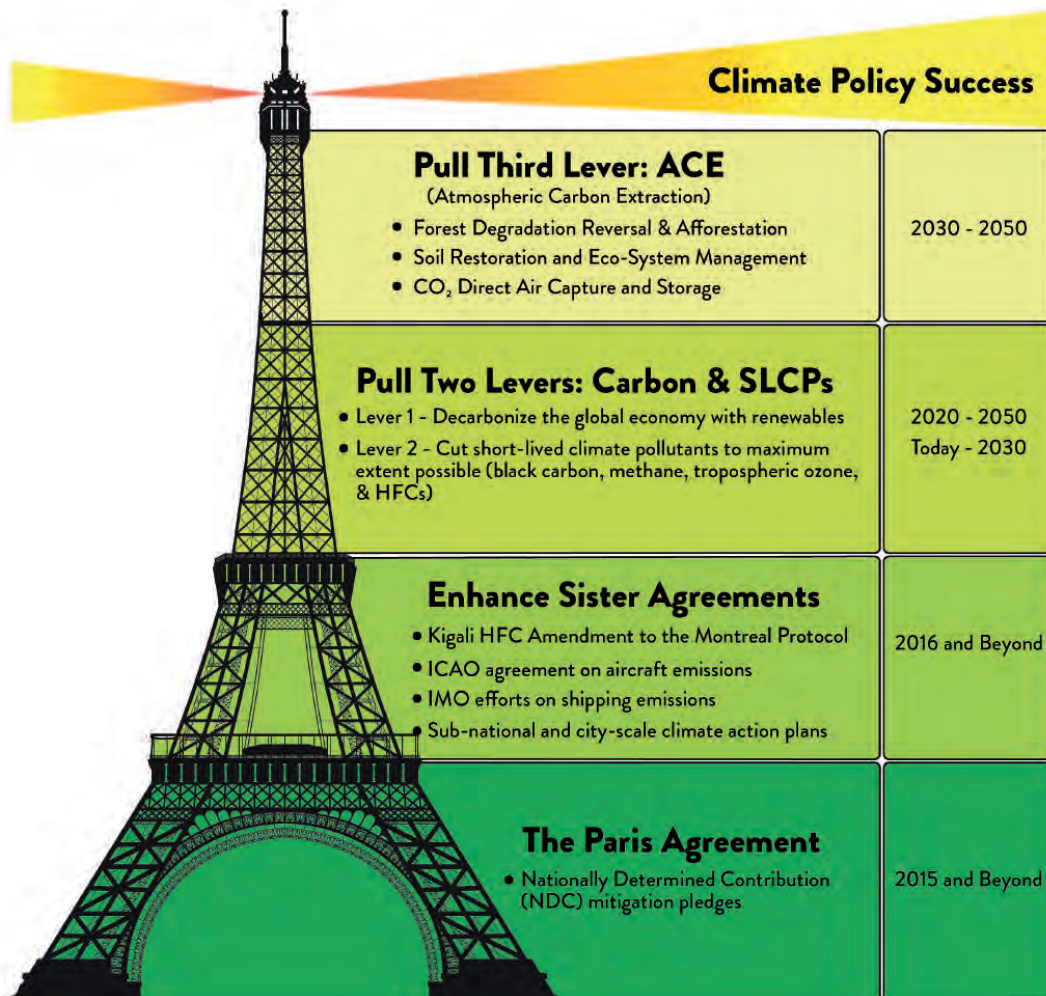 Climate Policy Success
Pull Third Lever: ACE
(Atmospheric Carbon Extraction)
• Forest Degradation Reversal & Afforestation
• Soil Restoration and Eco-System Management
• CO₂ Direct Air Capture and Storage
2030 - 2050
Pull Two Levers: Carbon & SLCPs
• Lever 1 - Decarbonize the global economy with renewables
• Lever 2 - Cut short-lived climate pollutants to maximum
extent possible (black carbon, methane, tropospheric ozone,
& HFCs)
2020 - 2050
Today - 2030
Enhance Sister Agreements
• Kigali HFC Amendment to the Montreal Protocol
• ICAO agreement on aircraft emissions
• IMO efforts on shipping emissions
• Sub-national and city-scale climate action plans
2016 and Beyond
The Paris Agreement
• Nationally Determined Contribution
(NDC) mitigation pledges
2015 and Beyond